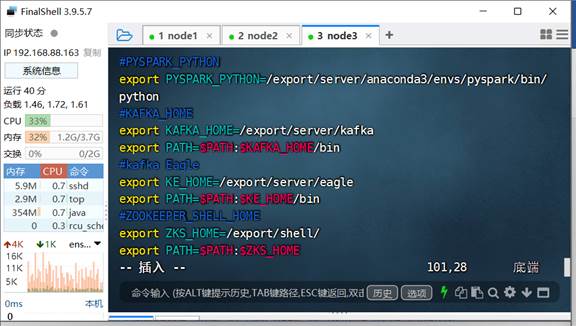 FinalShell 3.9.5.7
同步状态
IP 192.168.88.163 复制
系统信息
运行 40 分
负载 1.46, 1.72, 1.61
CPU 33%
内存 32% 1.2G/3.7G
交换 0% 0/2G
内存 CPU 命令
5.9M 0.7 sshd
2.9M 0.7 top
354M 0.7 java
0 0.3 rcu_sche
4K 1K ens...
16K
11K
5K
0ms 本机
0
1 node1
2 node2
3 node3
#PYSPARK_PYTHON
export PYSPARK_PYTHON=/export/server/anaconda3/envs/pyspark/bin/
python
#KAFKA_HOME
export KAFKA_HOME=/export/server/kafka
export PATH=$PATH:$KAFKA_HOME/bin
#kafka Eagle
export KE_HOME=/export/server/eagle
export PATH=$PATH:$KE_HOME/bin
#ZOOKEEPER_SHELL_HOME
export ZKS_HOME=/export/shell/
export PATH=$PATH:$ZKS_HOME
-- 插入 -- 101,28 底端
命令输入 (按ALT键提示历史,TAB键路径,ESC键返回,双击 历史 选项